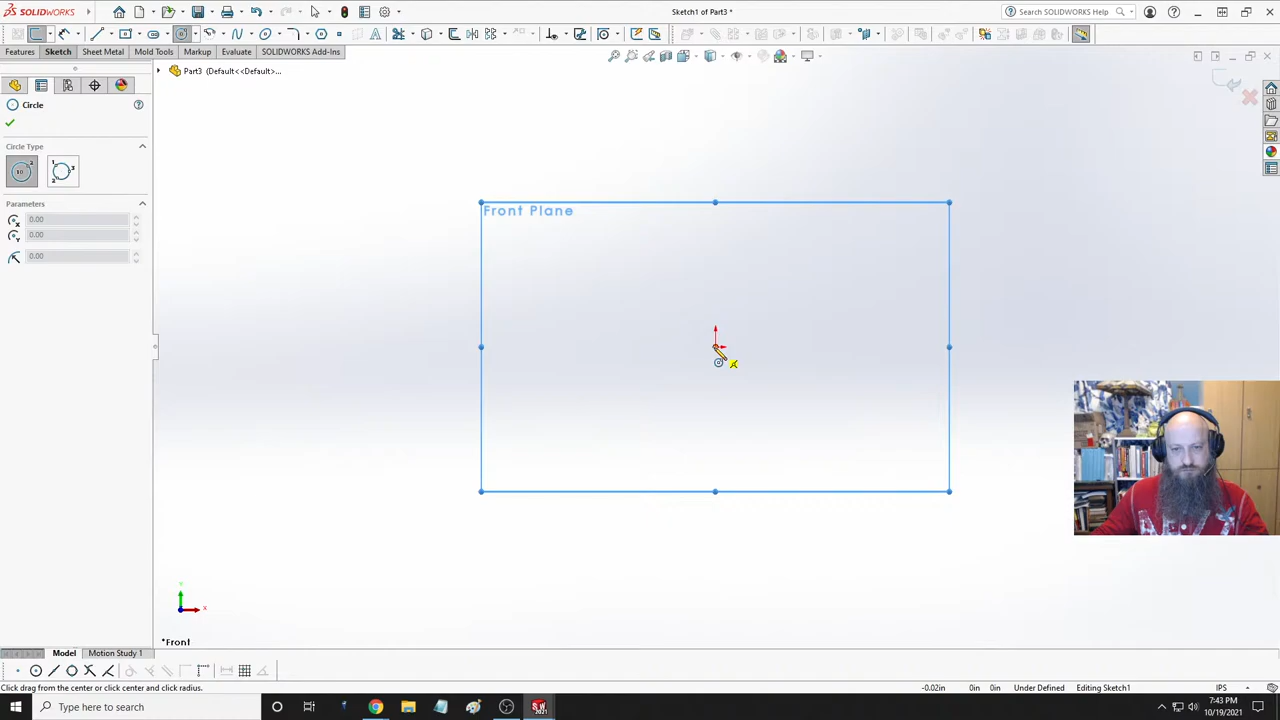 SOLIDWORKS
Sketch1 of Part3 *
Search SOLIDWORKS Help
Features
Sketch
Sheet Metal
Mold Tools
Markup
Evaluate
SOLIDWORKS Add-Ins
Part3 (Default<<Default>...
Circle
Circle Type
Parameters
0.00
0.00
0.00
Front Plane
Y
X
*Front
Model
Motion Study 1
Click drag from the center or click center and click radius.
-0.02in
0in
0in
Under Defined
Editing Sketch1
IPS
Type here to search
7:43 PM
10/19/2021